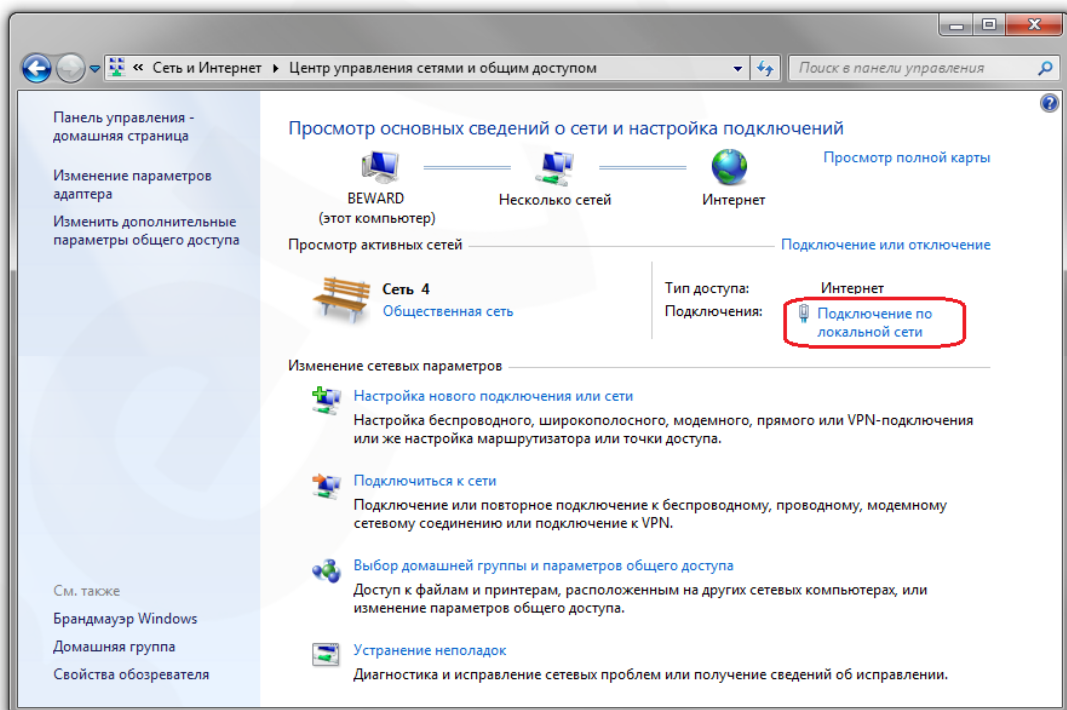 « Сеть и Интернет ▸ Центр управления сетями и общим доступом
Поиск в панели управления
Панель управления -
домашняя страница
Изменение параметров
адаптера
Изменить дополнительные
параметры общего доступа
См. также
Брандмауэр Windows
Домашняя группа
Свойства обозревателя
Просмотр основных сведений о сети и настройка подключений
Просмотр полной карты
BEWARD
(этот компьютер)
Несколько сетей
Интернет
Просмотр активных сетей
Подключение или отключение
Сеть 4
Общественная сеть
Тип доступа: Интернет
Подключения: Подключение по
локальной сети
Изменение сетевых параметров
Настройка нового подключения или сети
Настройка беспроводного, широкополосного, модемного, прямого или VPN-подключения
или же настройка маршрутизатора или точки доступа.
Подключиться к сети
Подключение или повторное подключение к беспроводному, проводному, модемному
сетевому соединению или подключение к VPN.
Выбор домашней группы и параметров общего доступа
Доступ к файлам и принтерам, расположенным на других сетевых компьютерах, или
изменение параметров общего доступа.
Устранение неполадок
Диагностика и исправление сетевых проблем или получение сведений об исправлении.